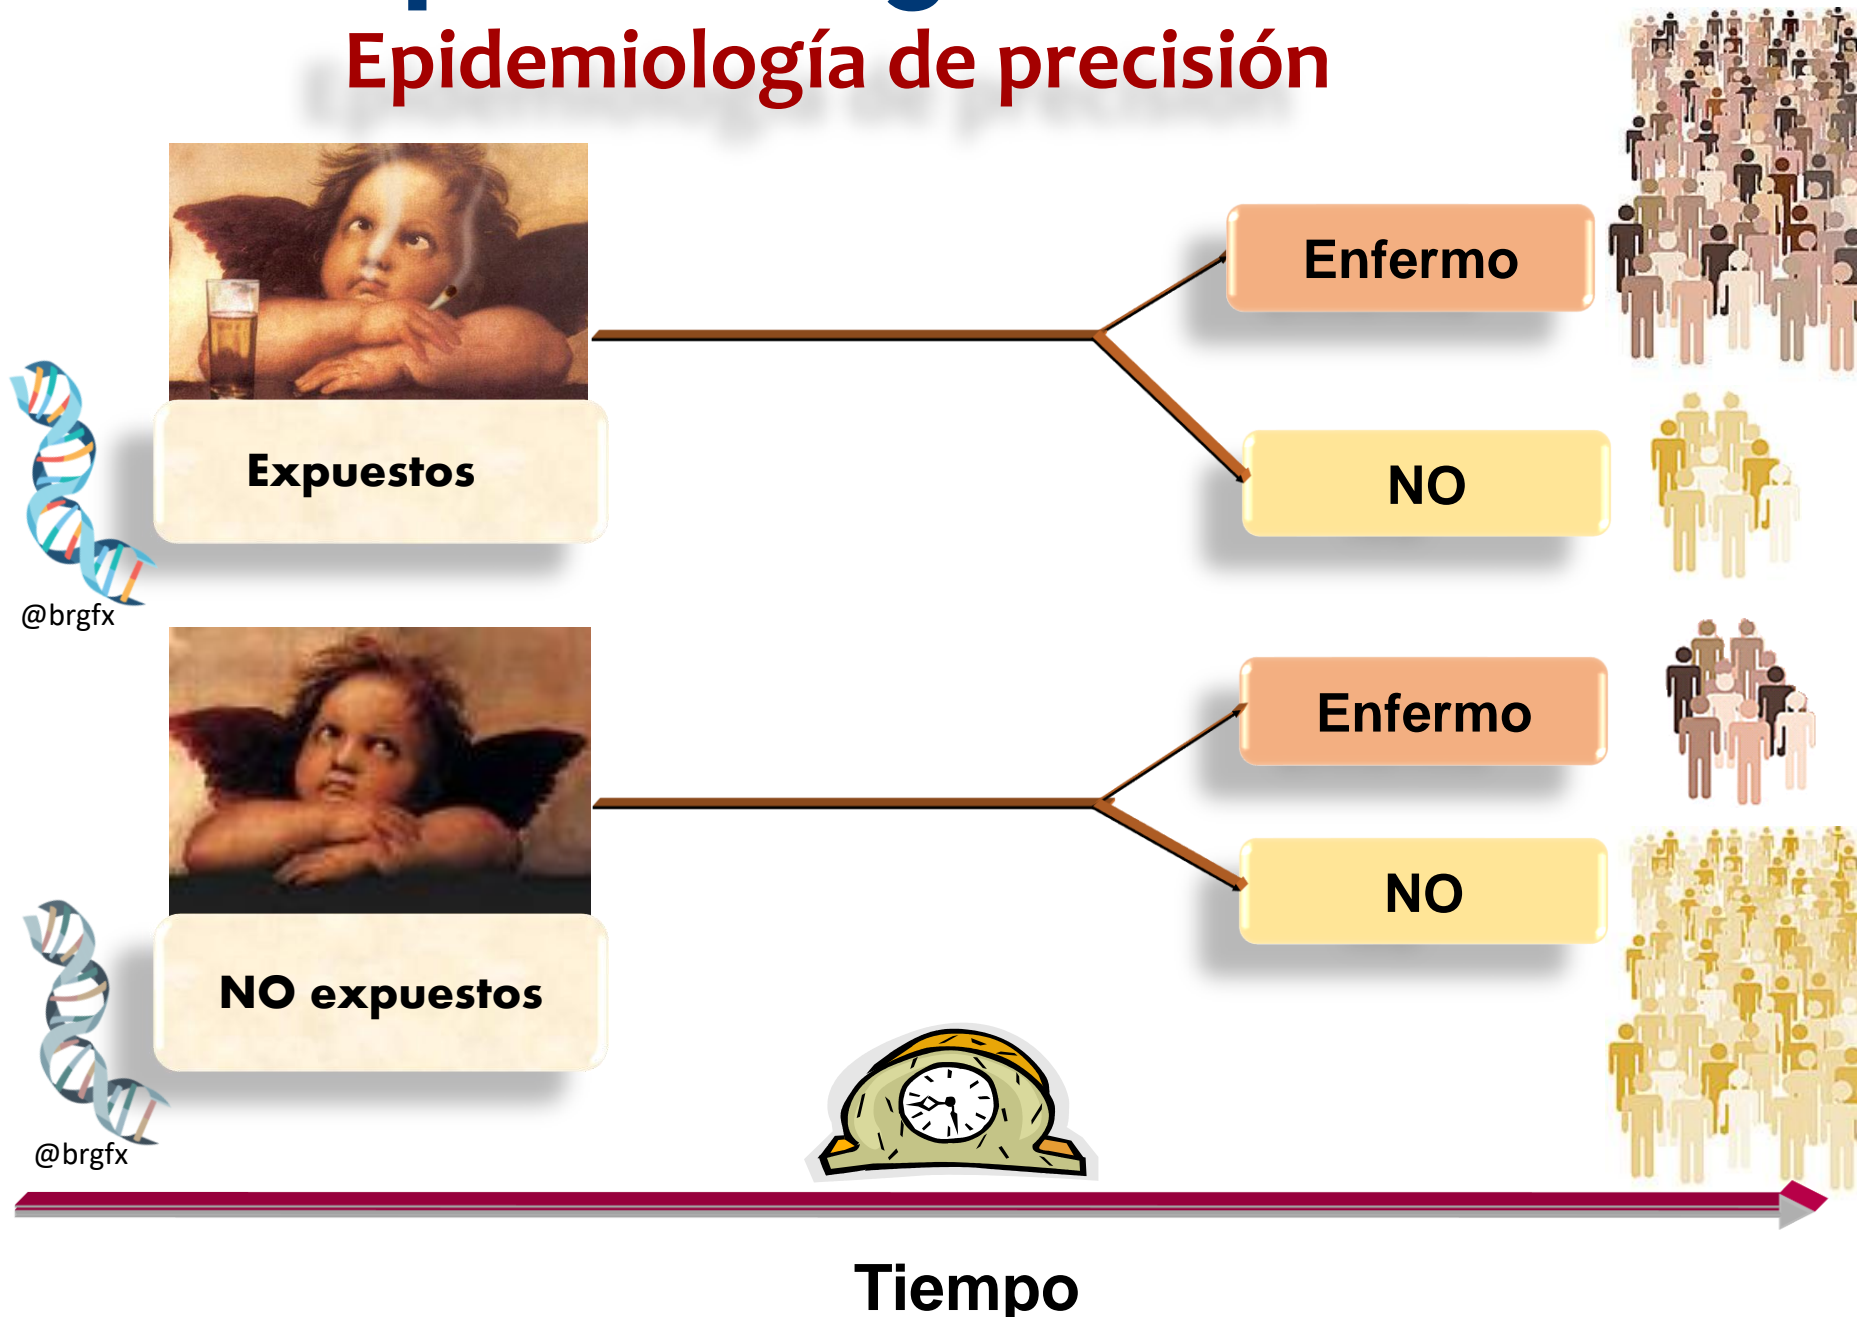 Epidemiología de precisión
Enfermo
NO
Expuestos
@brgfx
Enfermo
NO
NO expuestos
@brgfx
Tiempo